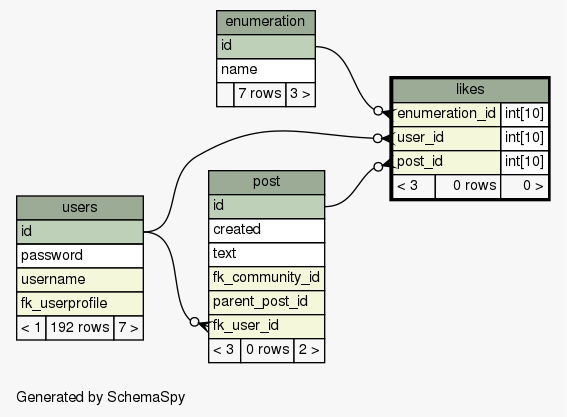 enumeration
id
name
7 rows 3 >
likes
enumeration_id int[10]
user_id int[10]
post_id int[10]
< 3 0 rows 0 >
post
id
created
text
fk_community_id
parent_post_id
fk_user_id
< 3 0 rows 2 >
users
id
password
username
fk_userprofile
< 1 192 rows 7 >
Generated by SchemaSpy